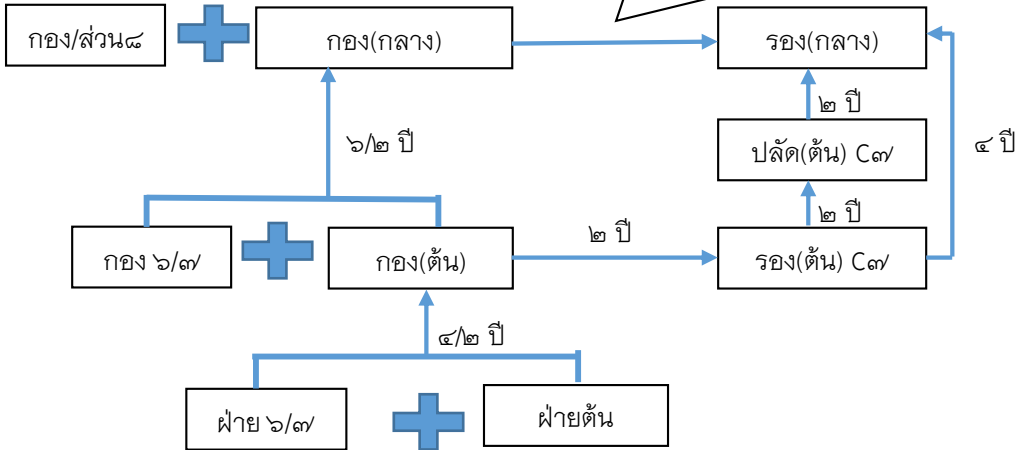 กอง/ส่วน๘
กอง(กลาง)
รอง(กลาง)
๒ ปี
๖/๒ ปี
๔ ปี
ปลัด(ต้น) C๗
๒ ปี
กอง ๖/๗
กอง(ต้น)
๒ ปี
รอง(ต้น) C๗
๔/๒ ปี
ฝ่าย ๖/๗
ฝ่ายต้น